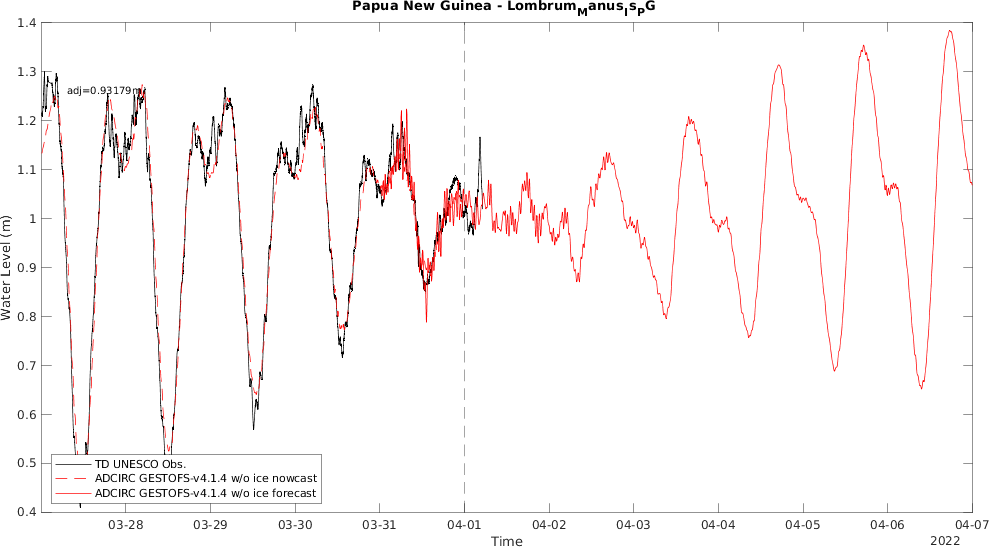 Papua New Guinea - LombrumManusIsPG
1.4
1.3
1.2
1.1
1
0.9
0.8
0.7
0.6
0.5
0.4
Water Level (m)
adj=0.93179m
TD UNESCO Obs.
ADCIRC GESTOFS-v4.1.4 w/o ice nowcast
ADCIRC GESTOFS-v4.1.4 w/o ice forecast
03-28 03-29 03-30 03-31 04-01 04-02 04-03 04-04 04-05 04-06 04-07
Time
2022